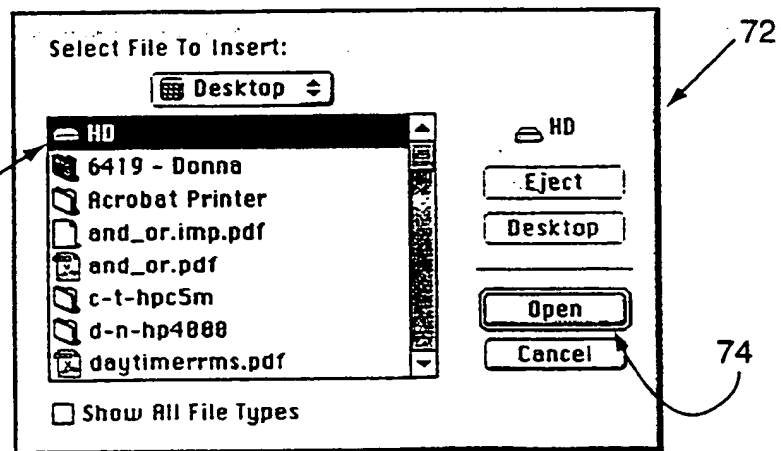 Select File To Insert:
Desktop
HD
6419 - Donna
Acrobat Printer
and_or.imp.pdf
and_or.pdf
c-t-hpc5m
d-n-hp4000
daytimerrms.pdf
Show All File Types
HD
Eject
Desktop
Open
Cancel
72
74